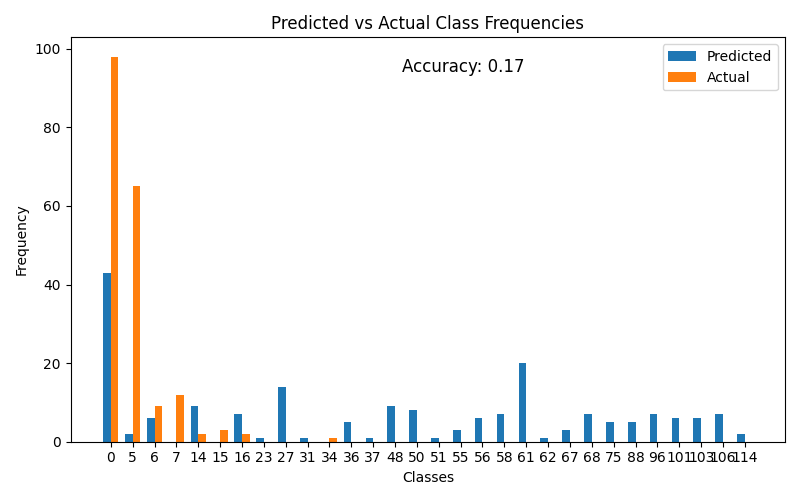 Predicted vs Actual Class Frequencies
Accuracy: 0.17
Predicted
Actual
100
80
60
40
20
0
Frequency
0 5 6 7 14 15 16 23 27 31 34 36 37 48 50 51 55 56 58 61 62 67 68 75 88 96 101 103 106 114
Classes